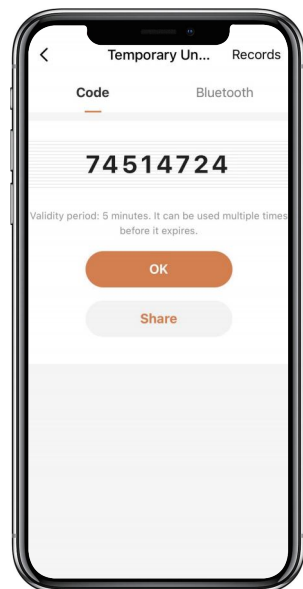 Temporary Un... Records
Code Bluetooth
74514724
Validity period: 5 minutes. It can be used multiple times
before it expires.
OK
Share